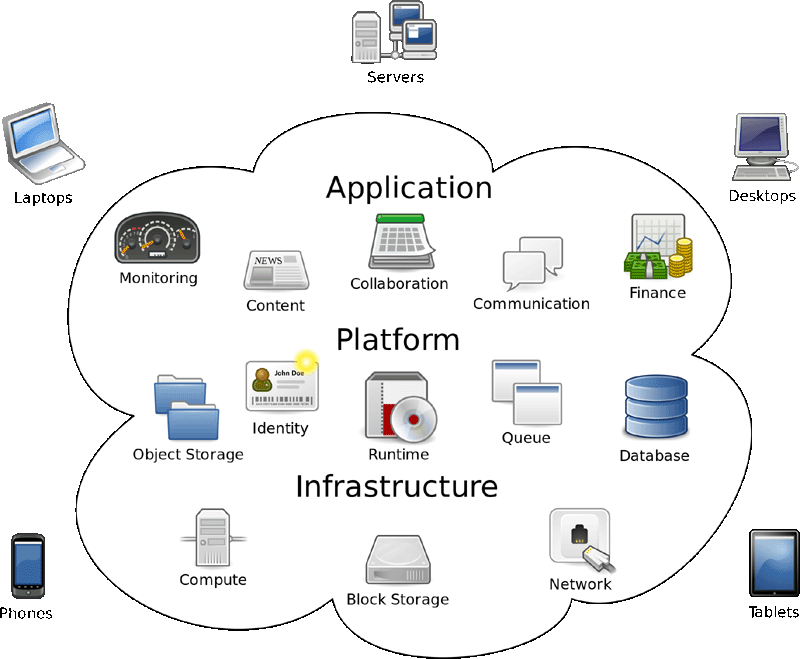 Servers
Laptops
Desktops
Application
Monitoring
NEWS
Content
Collaboration
Communication
Finance
Platform
John Doe
Object Storage
Identity
Runtime
Queue
Database
Infrastructure
Compute
Block Storage
Network
Phones
Tablets